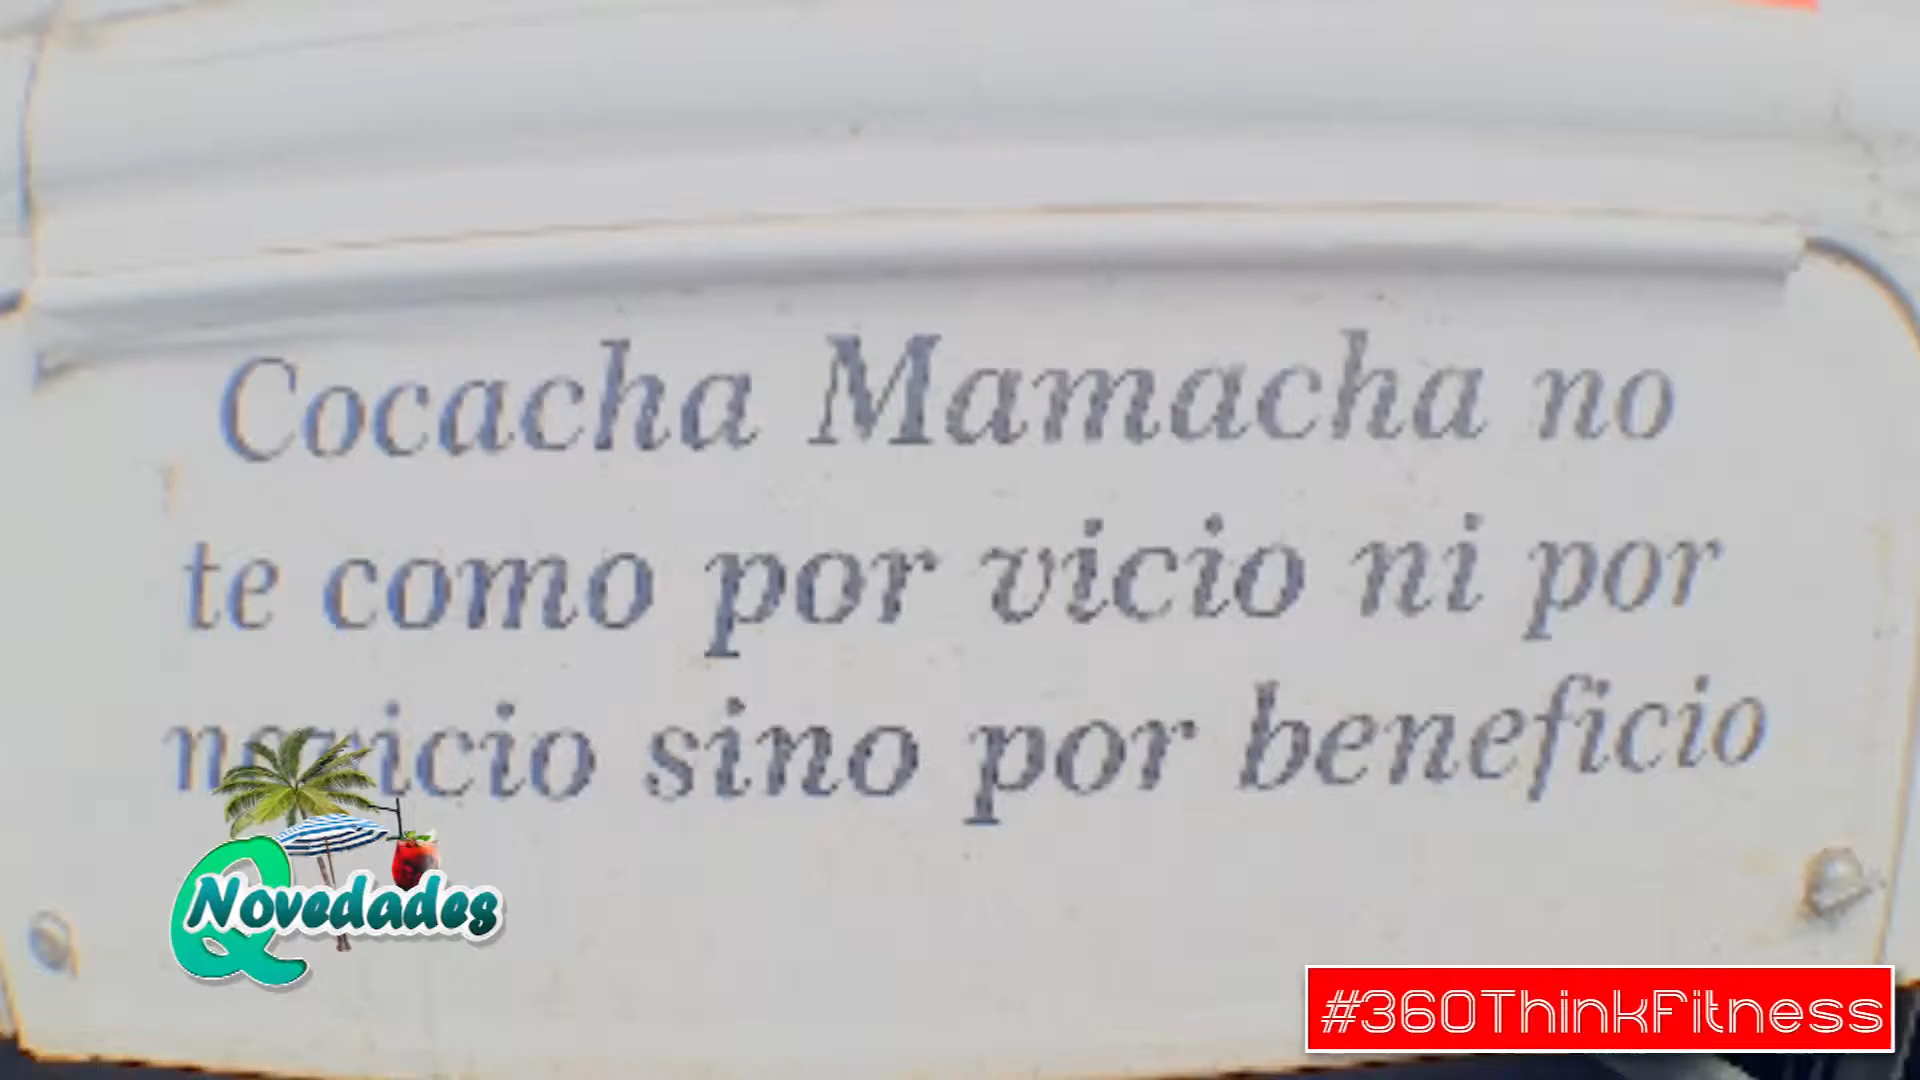 Cocacha Mamacha no
te como por vicio ni por
sino por beneficio
Q Novedades
#360ThinkFitness